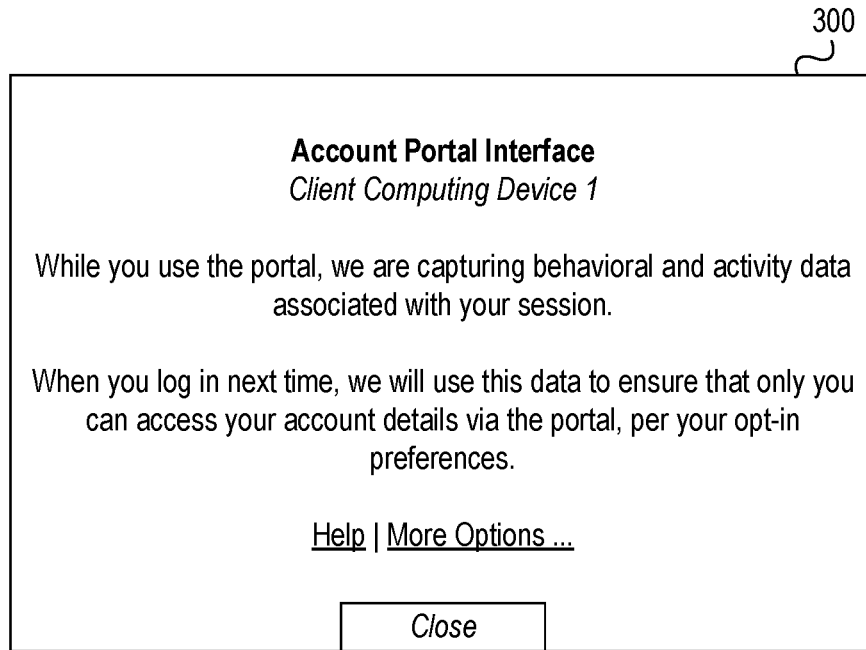 300
Account Portal Interface
Client Computing Device 1
While you use the portal, we are capturing behavioral and activity data
associated with your session.
When you log in next time, we will use this data to ensure that only you
can access your account details via the portal, per your opt-in
preferences.
Help | More Options ...
Close